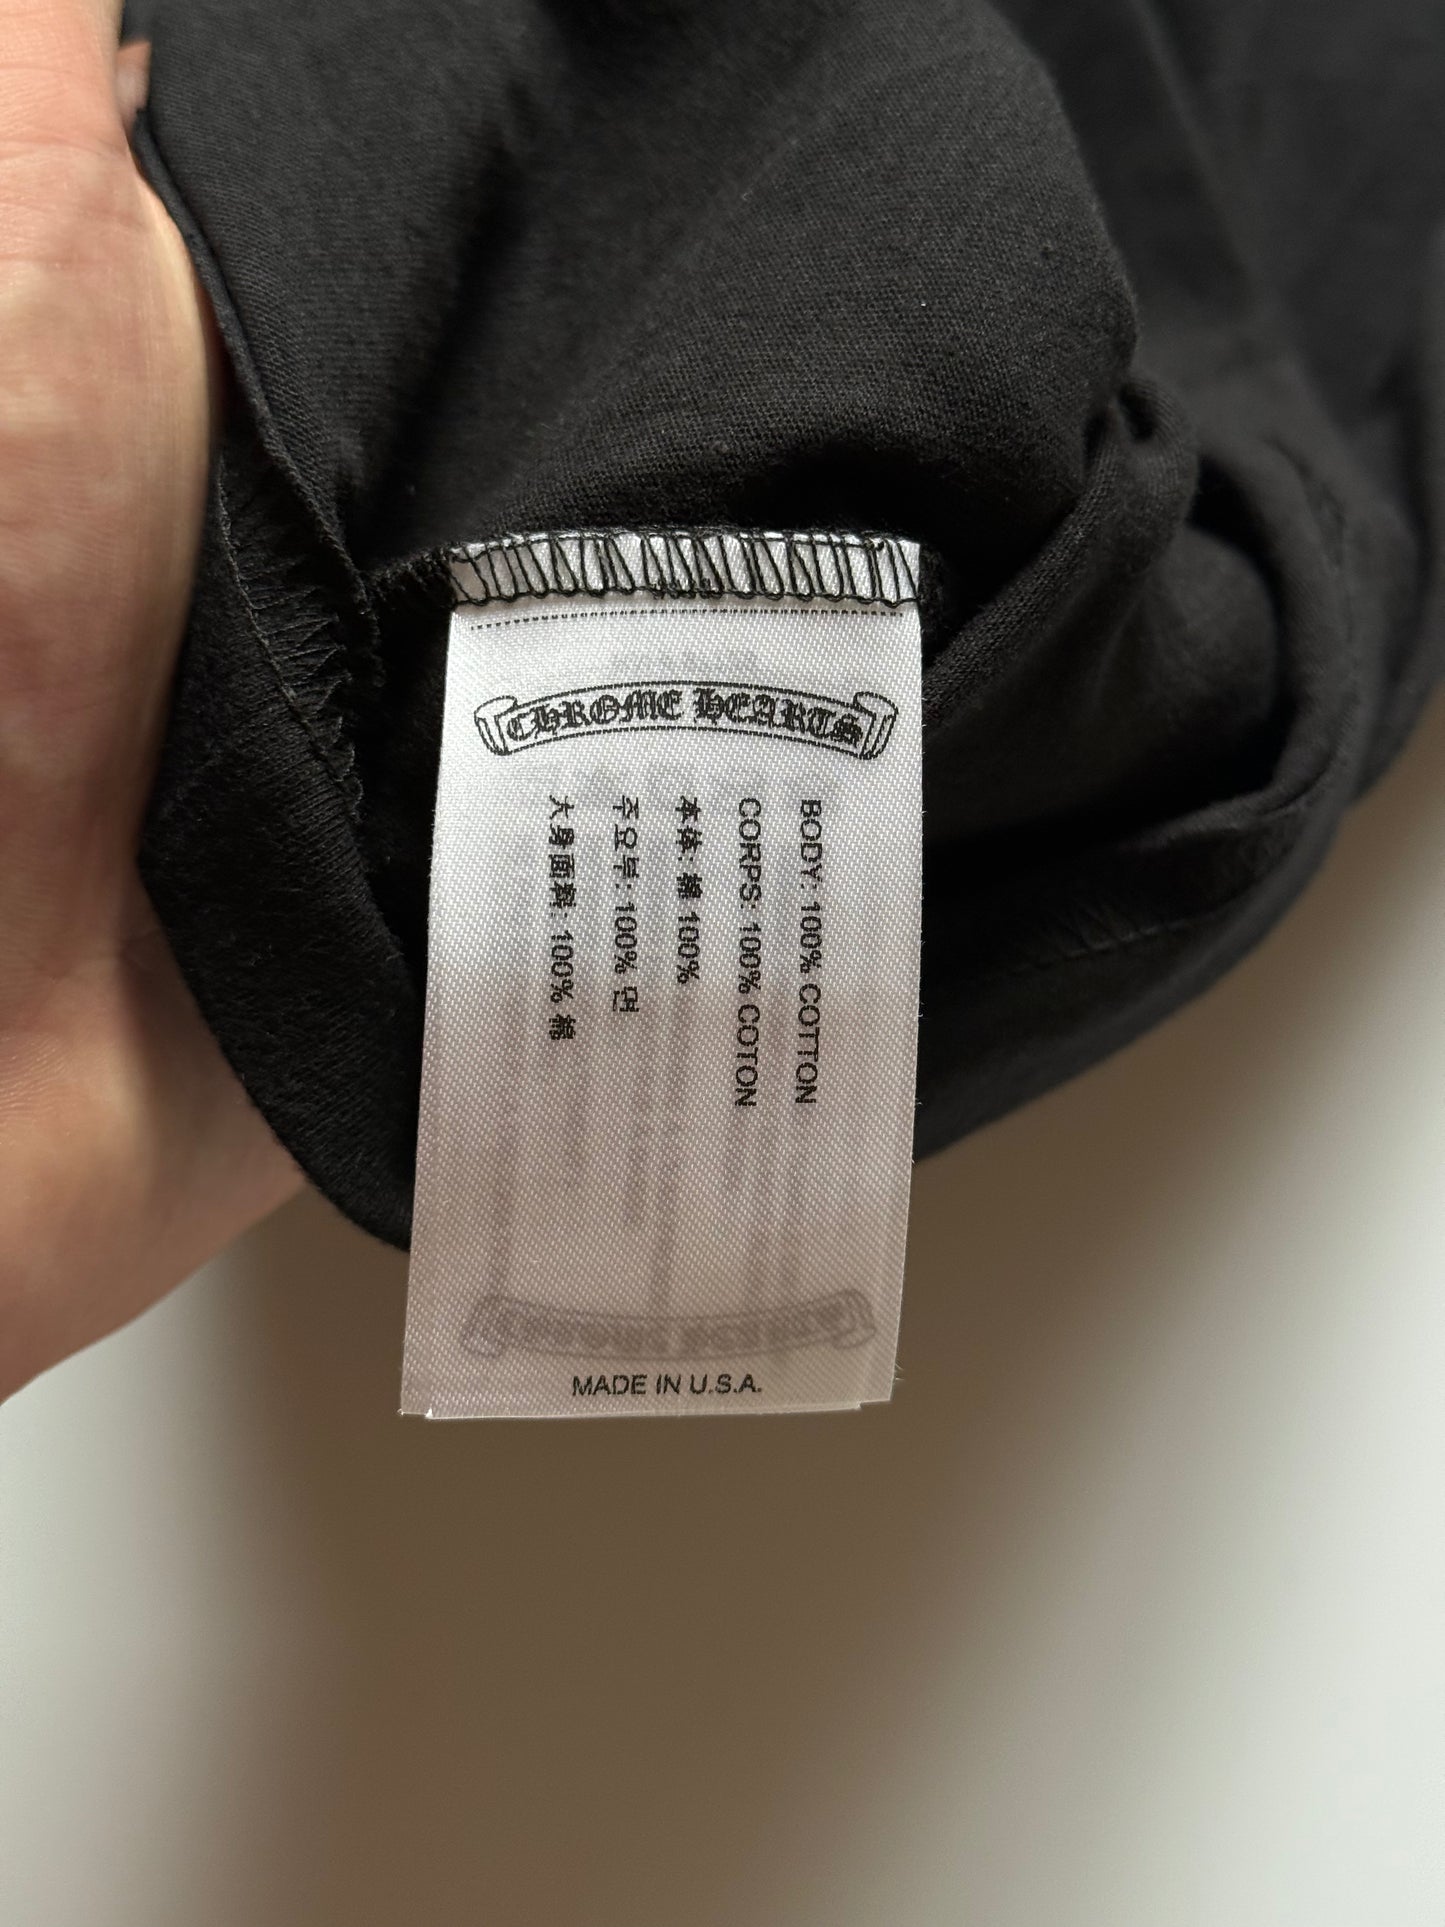 CHROME HEARTS
BODY: 100% COTTON
CORPS: 100% COTON
本体: 綿 100%
주요부: 100% 면
大身面料: 100% 棉
MADE IN U.S.A.